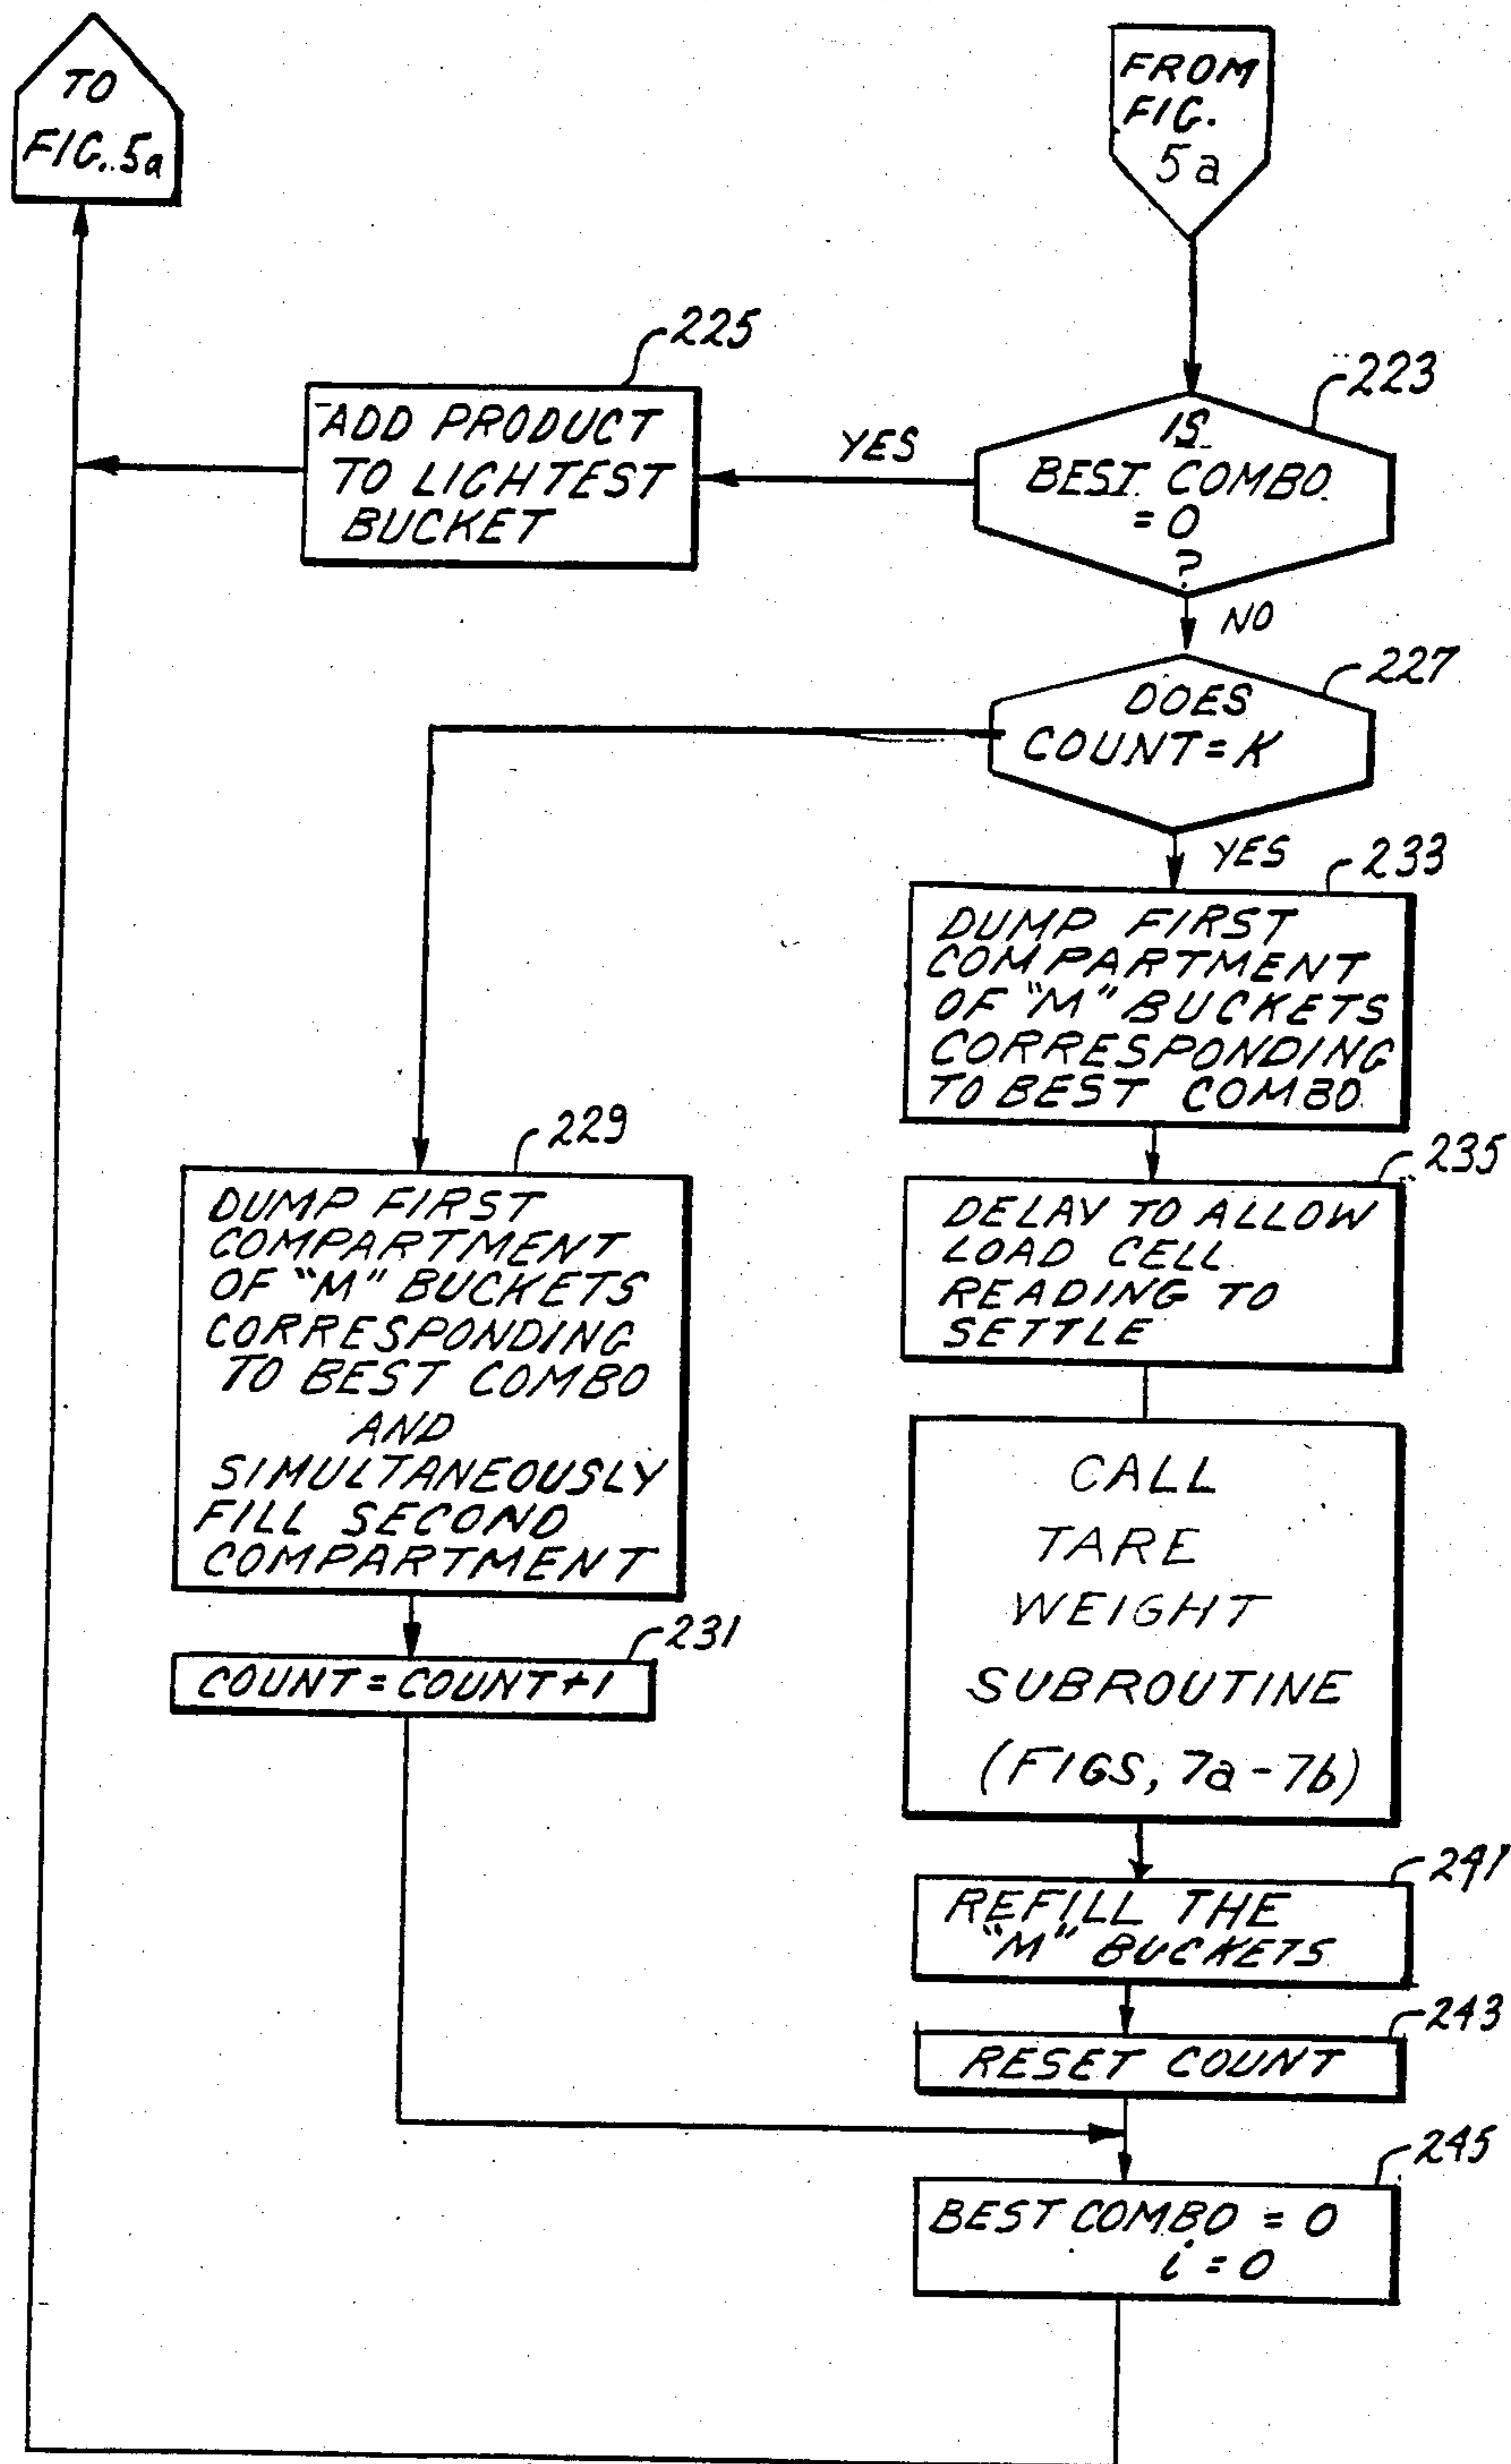 TO
FIG. 5a
FROM
FIG.
5a
225
ADD PRODUCT
TO LIGHTEST
BUCKET
YES
223
IS
BEST COMBO
= 0
?
NO
227
DOES
COUNT = K
YES
233
DUMP FIRST
COMPARTMENT
OF "M" BUCKETS
CORRESPONDING
TO BEST COMBO
229
DUMP FIRST
COMPARTMENT
OF "M" BUCKETS
CORRESPONDING
TO BEST COMBO
AND
SIMULTANEOUSLY
FILL SECOND
COMPARTMENT
235
DELAY TO ALLOW
LOAD CELL
READING TO
SETTLE
CALL
TARE
WEIGHT
SUBROUTINE
(FIGS, 7a-7b)
231
COUNT = COUNT+1
241
REFILL THE
"M" BUCKETS
243
RESET COUNT
245
BEST COMBO = 0
i = 0